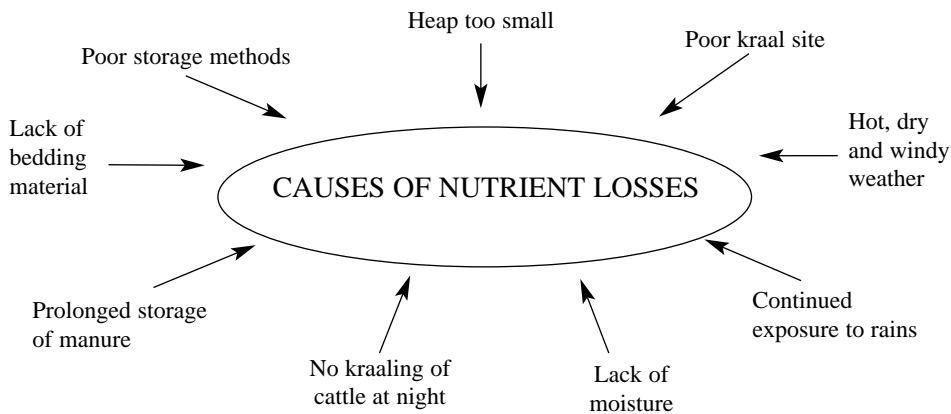 Heap too small
Poor storage methods
Poor kraal site
Lack of
bedding
material
Hot, dry
and windy
weather
CAUSES OF NUTRIENT LOSSES
Prolonged storage
of manure
No kraaling of
cattle at night
Lack of
moisture
Continued
exposure to rains